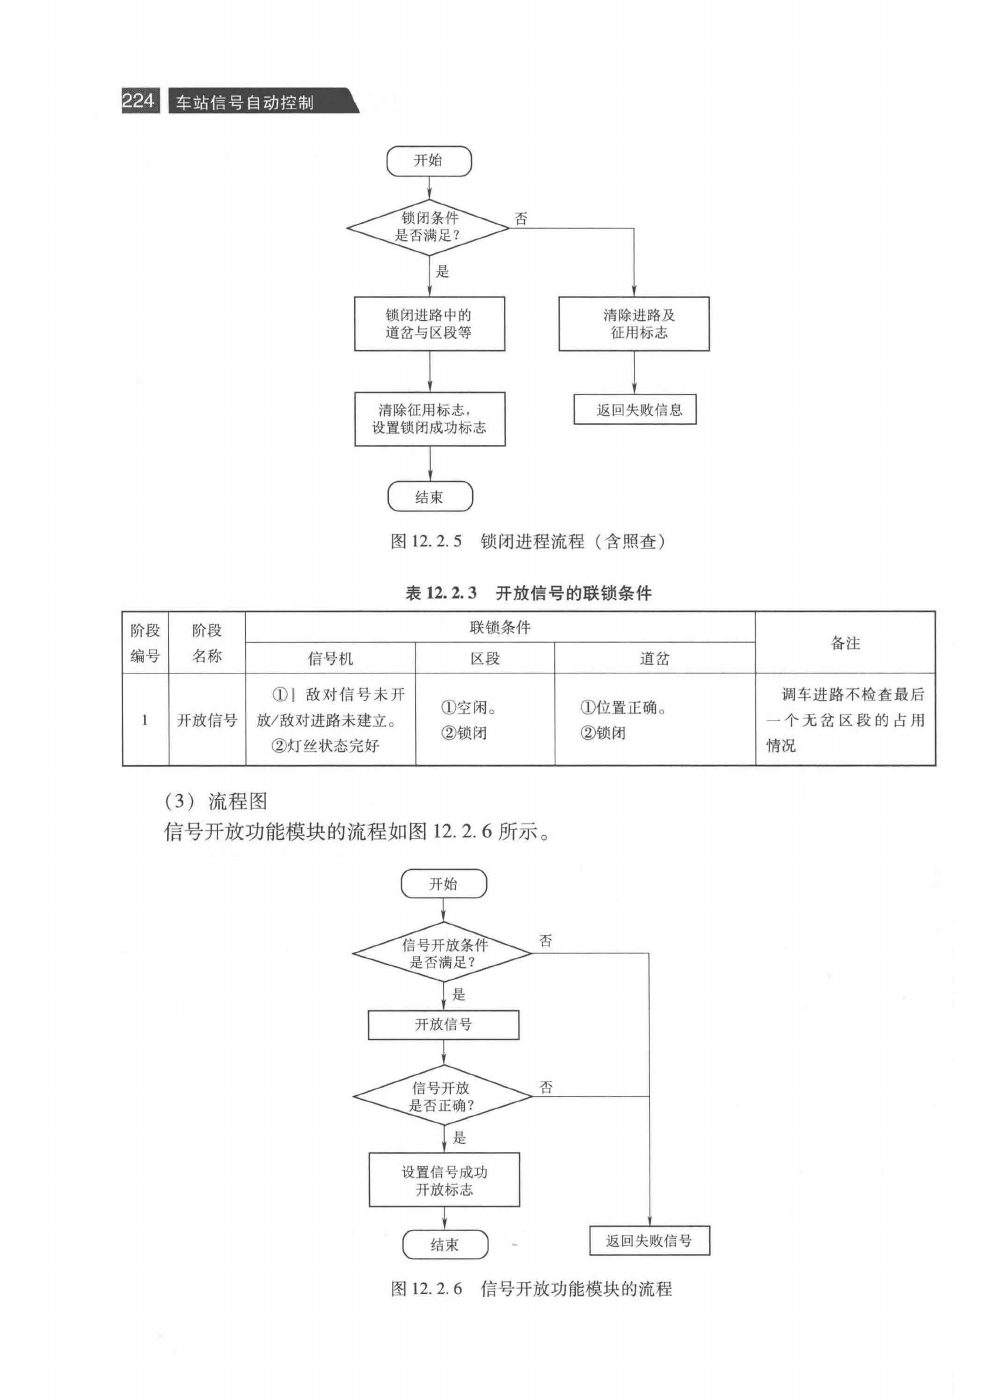 224 车站信号自动控制
开始
锁闭条件
是否满足?
否
是
锁闭进路中的
道岔与区段等
清除进路及
征用标志
清除征用标志，
设置锁闭成功标志
返回失败信息
结束
图 12.2.5 锁闭进程流程（含照查）
表 12.2.3 开放信号的联锁条件
阶段
编号
阶段
名称
联锁条件
备注
信号机
区段
道岔
1
开放信号
①敌对信号未开
放/敌对进路未建立。
②灯丝状态完好
①空闲。
②锁闭
①位置正确。
②锁闭
调车进路不检查最后
一个无岔区段的占用
情况
（3）流程图
信号开放功能模块的流程如图 12.2.6 所示。
开始
信号开放条件
是否满足?
否
是
开放信号
信号开放
是否正确?
否
是
设置信号成功
开放标志
结束
返回失败信号
图 12.2.6 信号开放功能模块的流程